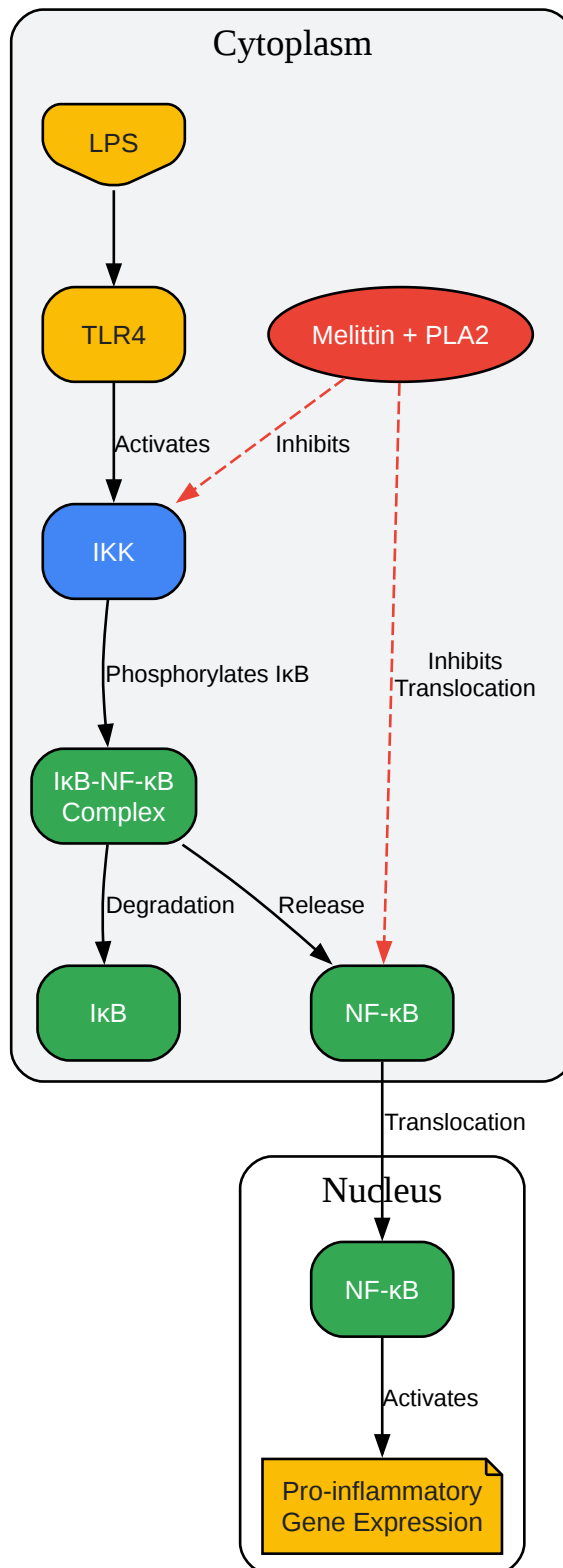 Cytoplasm
LPS
TLR4
Melittin + PLA2
Activates
Inhibits
IKK
Phosphorylates IκB
Inhibits
Translocation
IκB-NF-κB
Complex
Degradation
Release
IκB
NF-κB
Translocation
Nucleus
NF-κB
Activates
Pro-inflammatory
Gene Expression